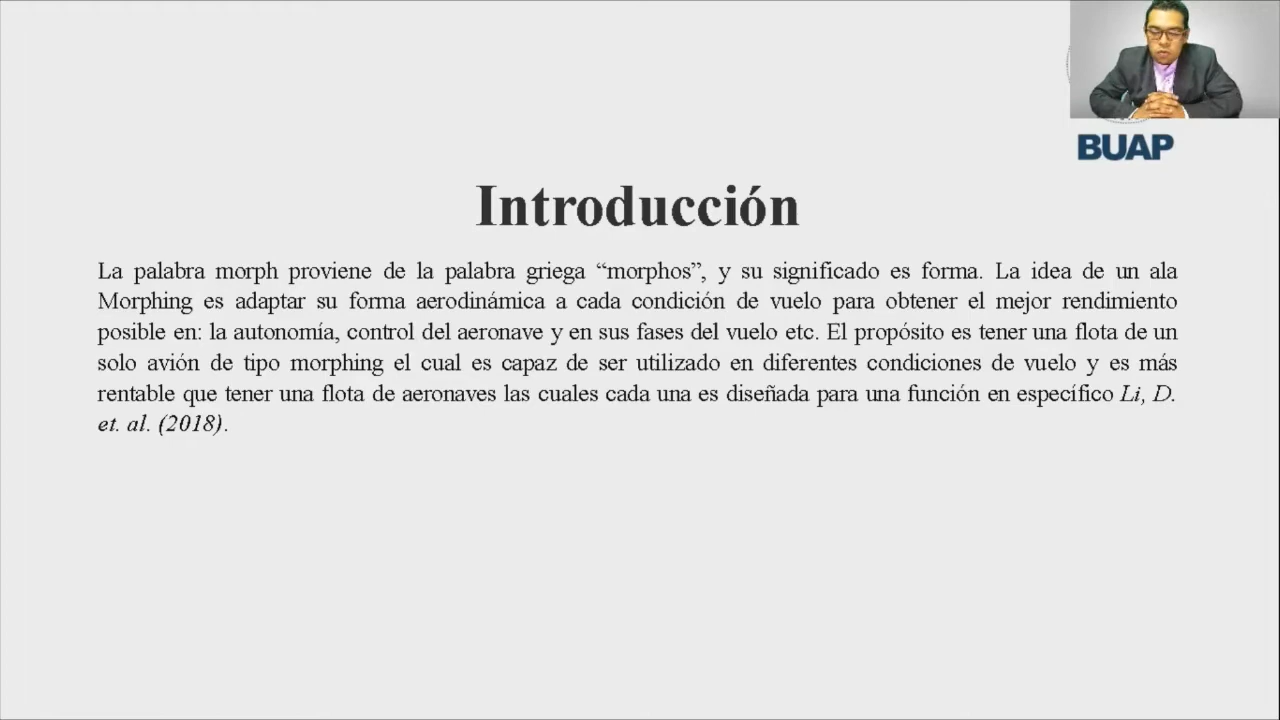 BUAP
Introducción
La palabra morph proviene de la palabra griega “morphos”, y su significado es forma. La idea de un ala
Morphing es adaptar su forma aerodinámica a cada condición de vuelo para obtener el mejor rendimiento
posible en: la autonomía, control del aeronave y en sus fases del vuelo etc. El propósito es tener una flota de un
solo avión de tipo morphing el cual es capaz de ser utilizado en diferentes condiciones de vuelo y es más
rentable que tener una flota de aeronaves las cuales cada una es diseñada para una función en específico Li, D.
et. al. (2018).